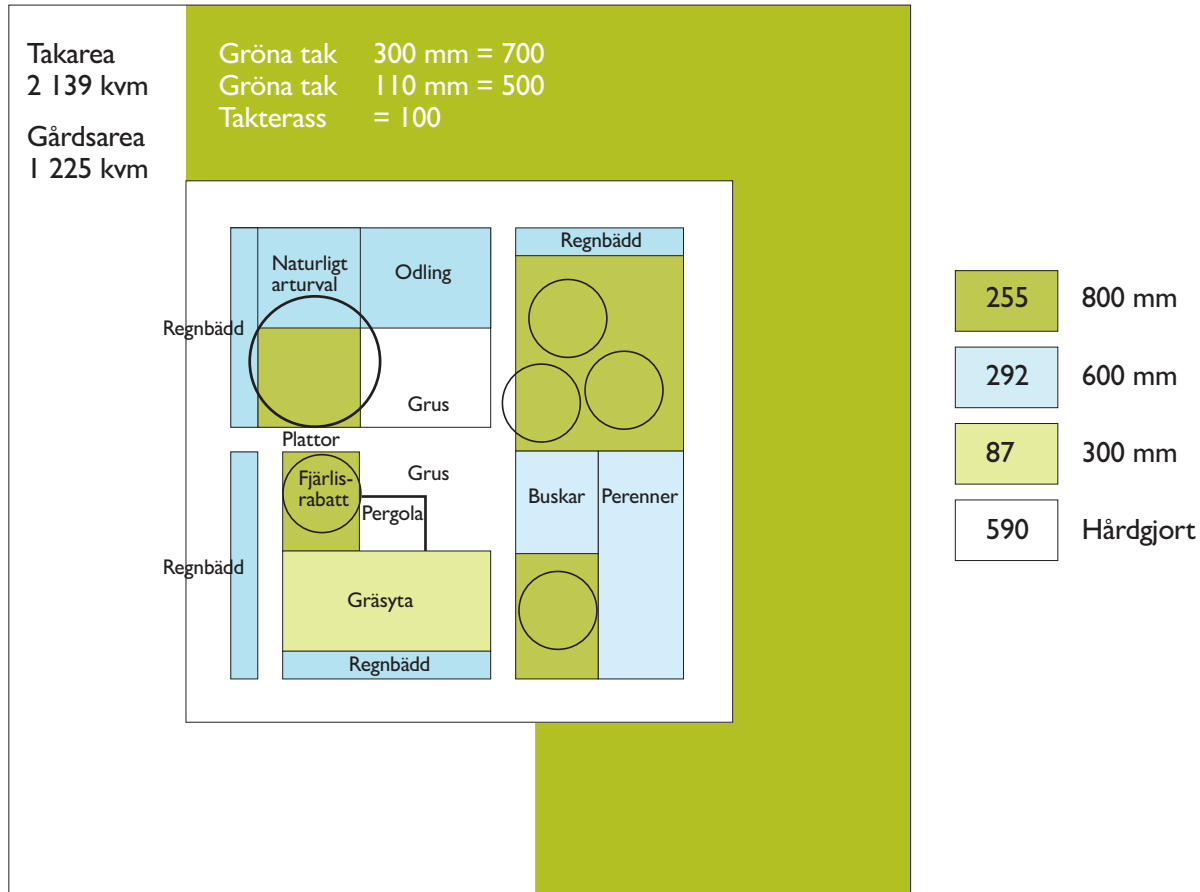 Takarea
2 139 kvm
Gårdsarea
1 225 kvm
Gröna tak 300 mm = 700
Gröna tak 110 mm = 500
Takterass = 100
Regnbädd
Naturligt
arturval
Odling
Regnbädd
Grus
Plattor
Fjärlis-
rabatt
Grus
Pergola
Buskar
Perenner
Regnbädd
Gräsyta
Regnbädd
255 800 mm
292 600 mm
87 300 mm
590 Hårdgjort